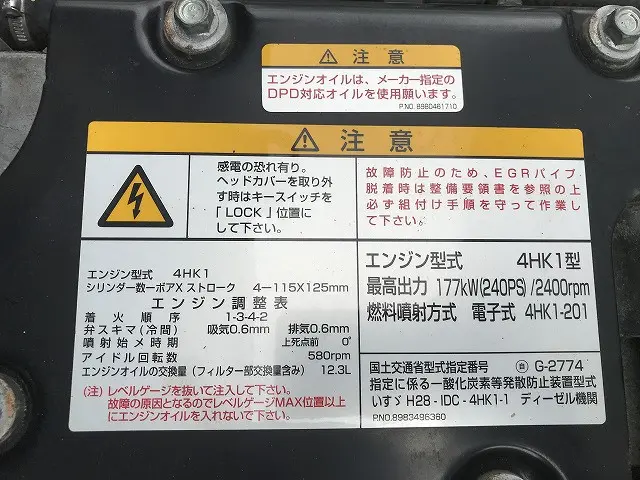 注意
エンジンオイルは、メーカー指定の
DPD対応オイルを使用願います。
P.NO.8980461710
注意
感電の恐れ有り。
ヘッドカバーを取り外
す時はキースイッチを
「LOCK」位置に
して下さい。
故障防止のため、EGRパイプ
脱着時は整備要領書を参照の上
必ず組付け手順を守って作業し
て下さい。
エンジン型式 4HK1
シリンダー数ーボアXストローク 4ー115X125mm
エンジン調整表
着火順序 1-3-4-2
弁スキマ(冷間) 吸気0.6mm 排気0.6mm
噴射始メ時期 上死点前 0°
アイドル回転数 580rpm
エンジンオイルの交換量(フィルター部交換量含み) 12.3L
(注)レベルゲージを抜いて注入して下さい。
故障の原因となるのでレベルゲージMAX位置以上
にエンジンオイルを入れないで下さい。
エンジン型式 4HK1型
最高出力 177kW(240PS)/2400rpm
燃料噴射方式 電子式 4HK1-201
国土交通省型式指定番号 自 G-2774
指定に係る一酸化炭素等発散防止装置型式
いすゞH28-IDC-4HK1-1 ディーゼル機関
P.NO.8983496360